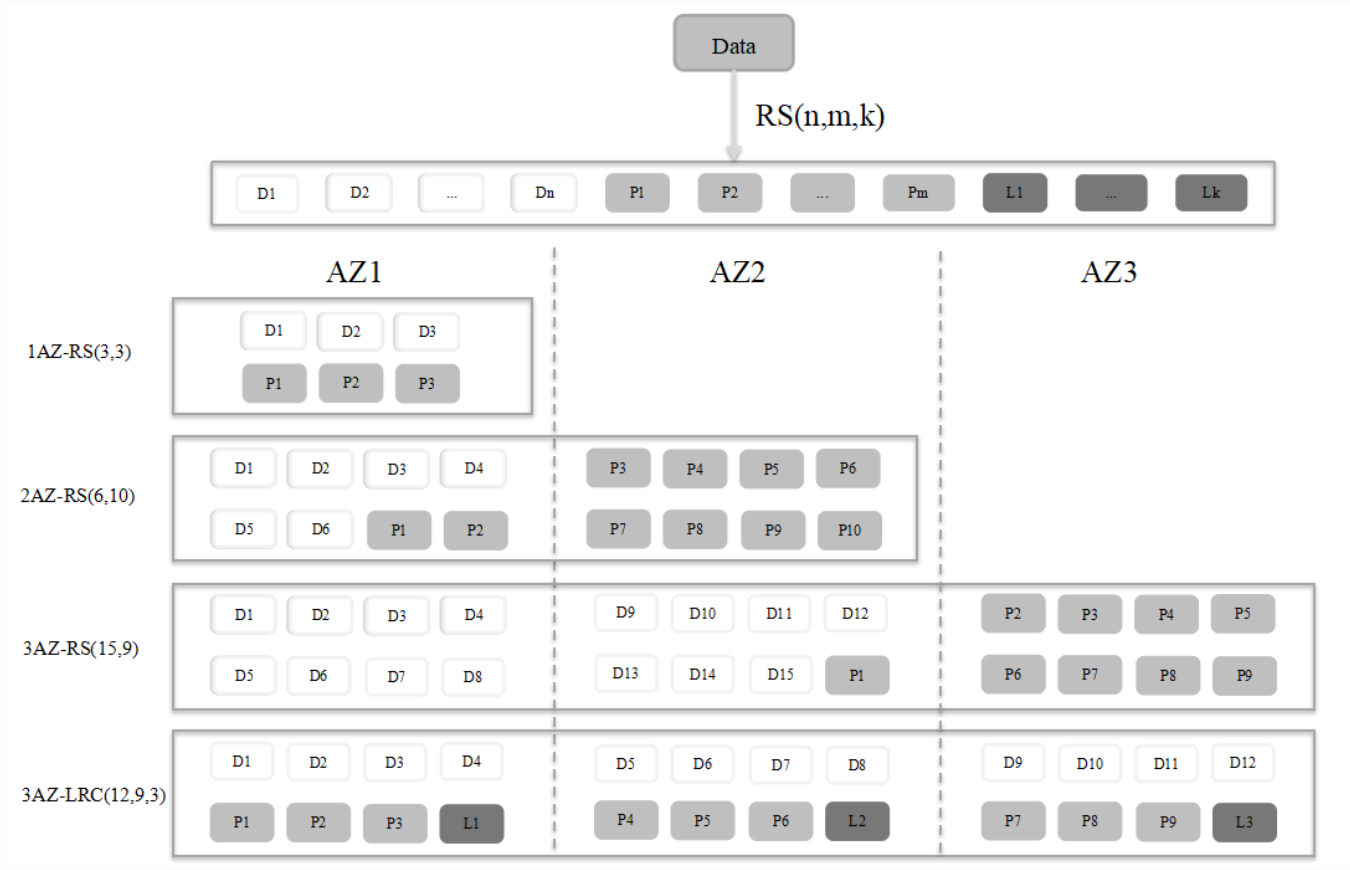 Data
RS(n,m,k)
D1 D2 ... Dn P1 P2 ... Pm L1 ... Lk
AZ1 AZ2 AZ3
1AZ-RS(3,3)
D1 D2 D3
P1 P2 P3
2AZ-RS(6,10)
D1 D2 D3 D4 P3 P4 P5 P6
D5 D6 P1 P2 P7 P8 P9 P10
3AZ-RS(15,9)
D1 D2 D3 D4 D9 D10 D11 D12 P2 P3 P4 P5
D5 D6 D7 D8 D13 D14 D15 P1 P6 P7 P8 P9
3AZ-LRC(12,9,3)
D1 D2 D3 D4 D5 D6 D7 D8 D9 D10 D11 D12
P1 P2 P3 L1 P4 P5 P6 L2 P7 P8 P9 L3